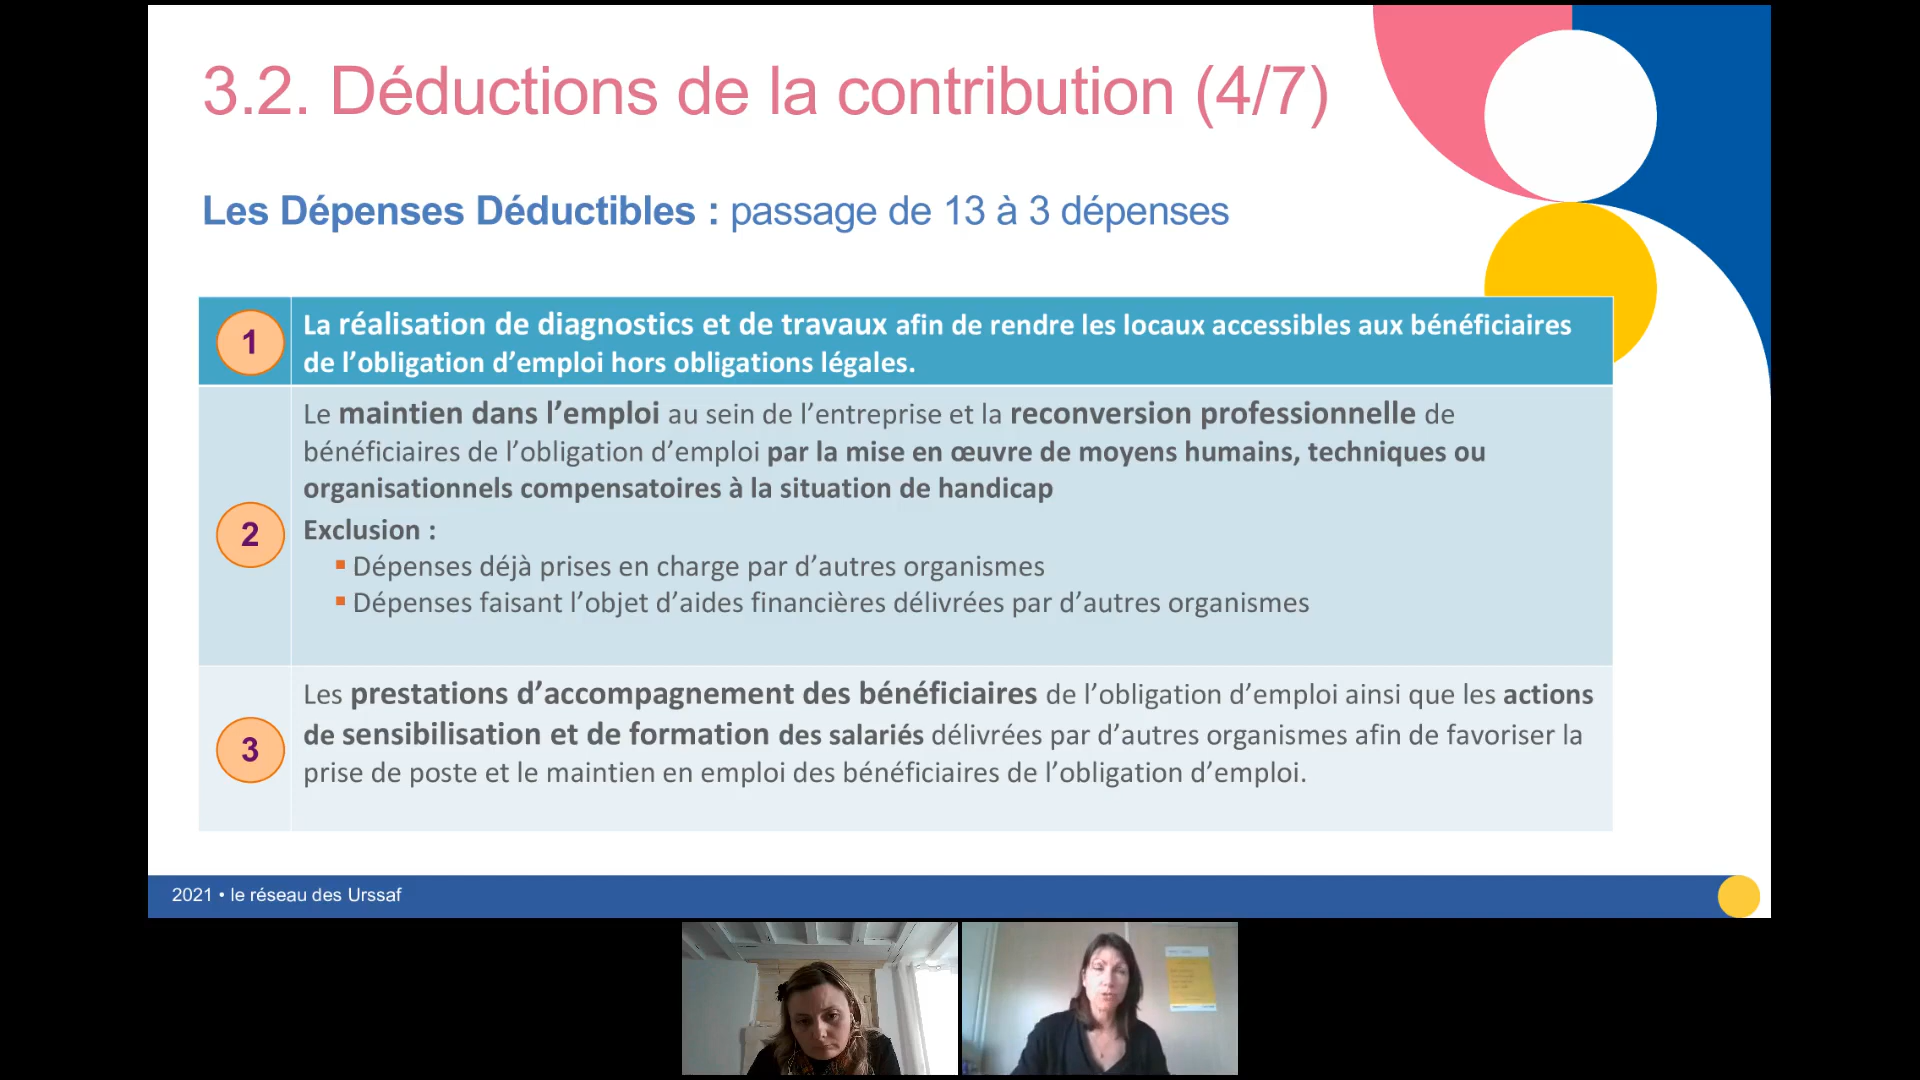 3.2. Déductions de la contribution (4/7)
Les Dépenses Déductibles : passage de 13 à 3 dépenses
1
La réalisation de diagnostics et de travaux afin de rendre les locaux accessibles aux bénéficiaires
de l’obligation d’emploi hors obligations légales.
2
Le maintien dans l’emploi au sein de l’entreprise et la reconversion professionnelle de
bénéficiaires de l’obligation d’emploi par la mise en œuvre de moyens humains, techniques ou
organisationnels compensatoires à la situation de handicap
Exclusion :
▪ Dépenses déjà prises en charge par d’autres organismes
▪ Dépenses faisant l’objet d’aides financières délivrées par d’autres organismes
3
Les prestations d’accompagnement des bénéficiaires de l’obligation d’emploi ainsi que les actions
de sensibilisation et de formation des salariés délivrées par d’autres organismes afin de favoriser la
prise de poste et le maintien en emploi des bénéficiaires de l’obligation d’emploi.
2021 • le réseau des Urssaf